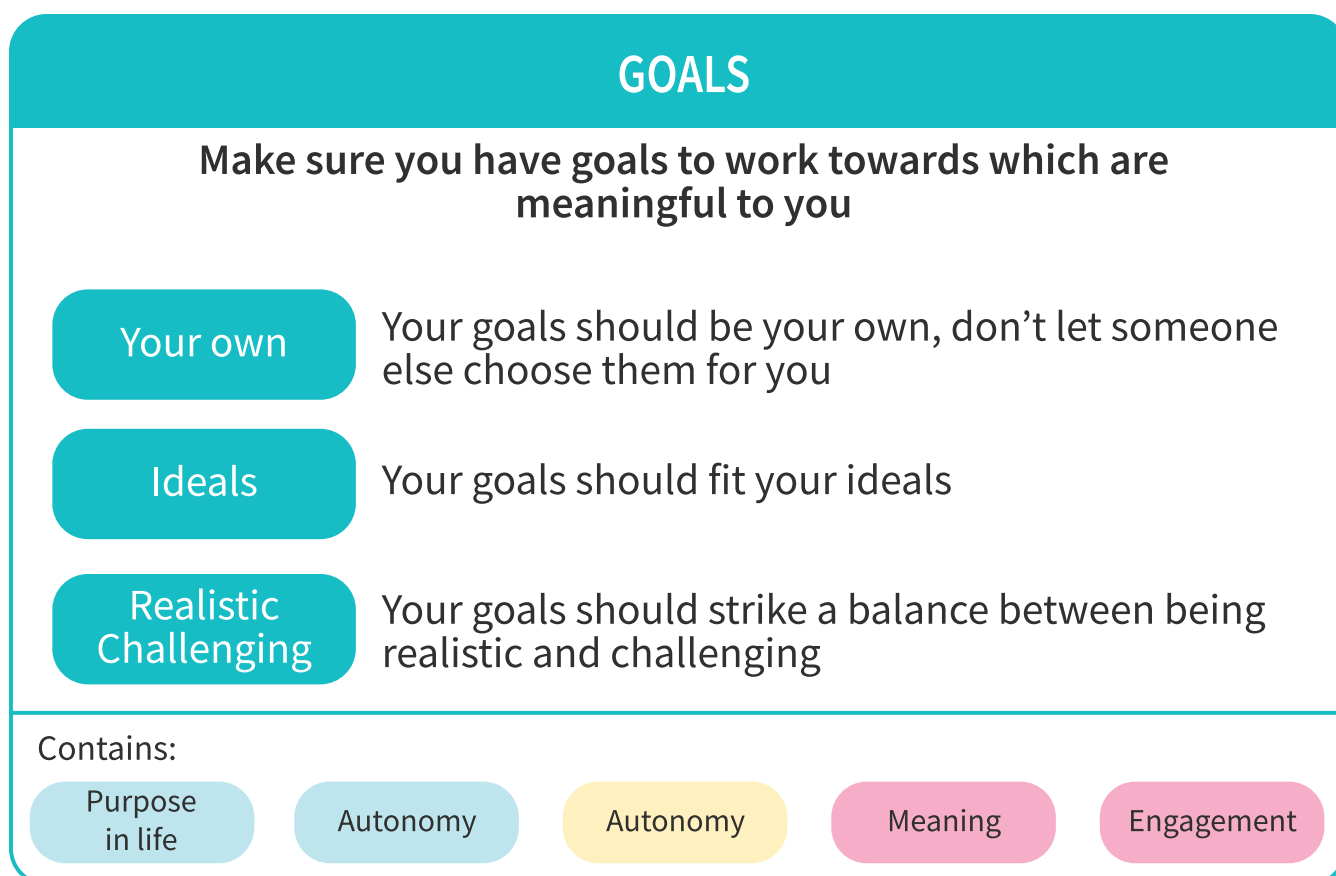 GOALS
Make sure you have goals to work towards which are
meaningful to you
Your own
Your goals should be your own, don’t let someone
else choose them for you
Ideals
Your goals should fit your ideals
Realistic
Challenging
Your goals should strike a balance between being
realistic and challenging
Contains:
Purpose
in life
Autonomy
Autonomy
Meaning
Engagement